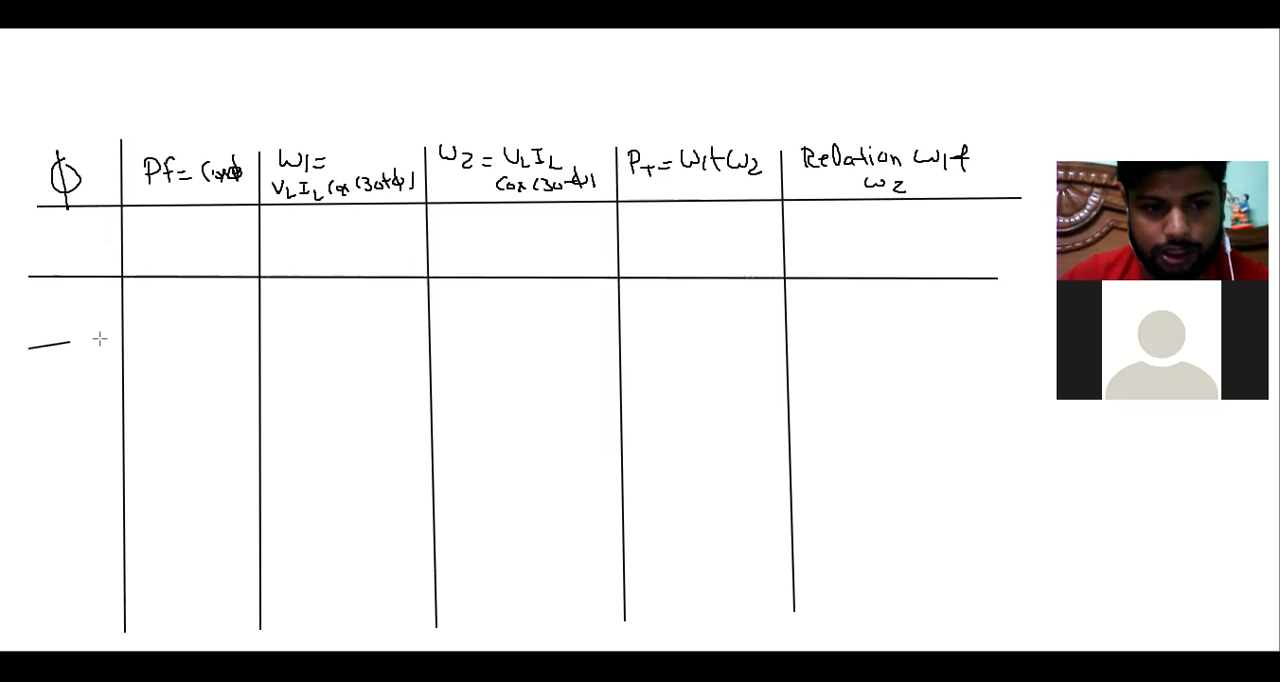 ϕ
Pf = Cosϕ
W1 =
VLIL Cos (30+ϕ)
W2 = VLIL
Cos (30-ϕ)
PT = W1+W2
Relation W1 &
W2